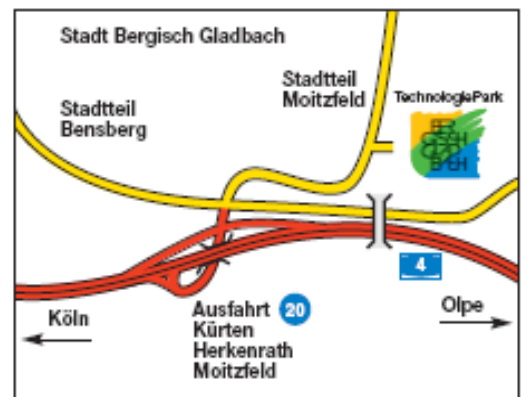 Stadt Bergisch Gladbach
Stadtteil
Moitzfeld
TechnologiePark
Stadtteil
Bensberg
4
Köln
Ausfahrt 20
Kürten
Herkenrath
Moitzfeld
Olpe